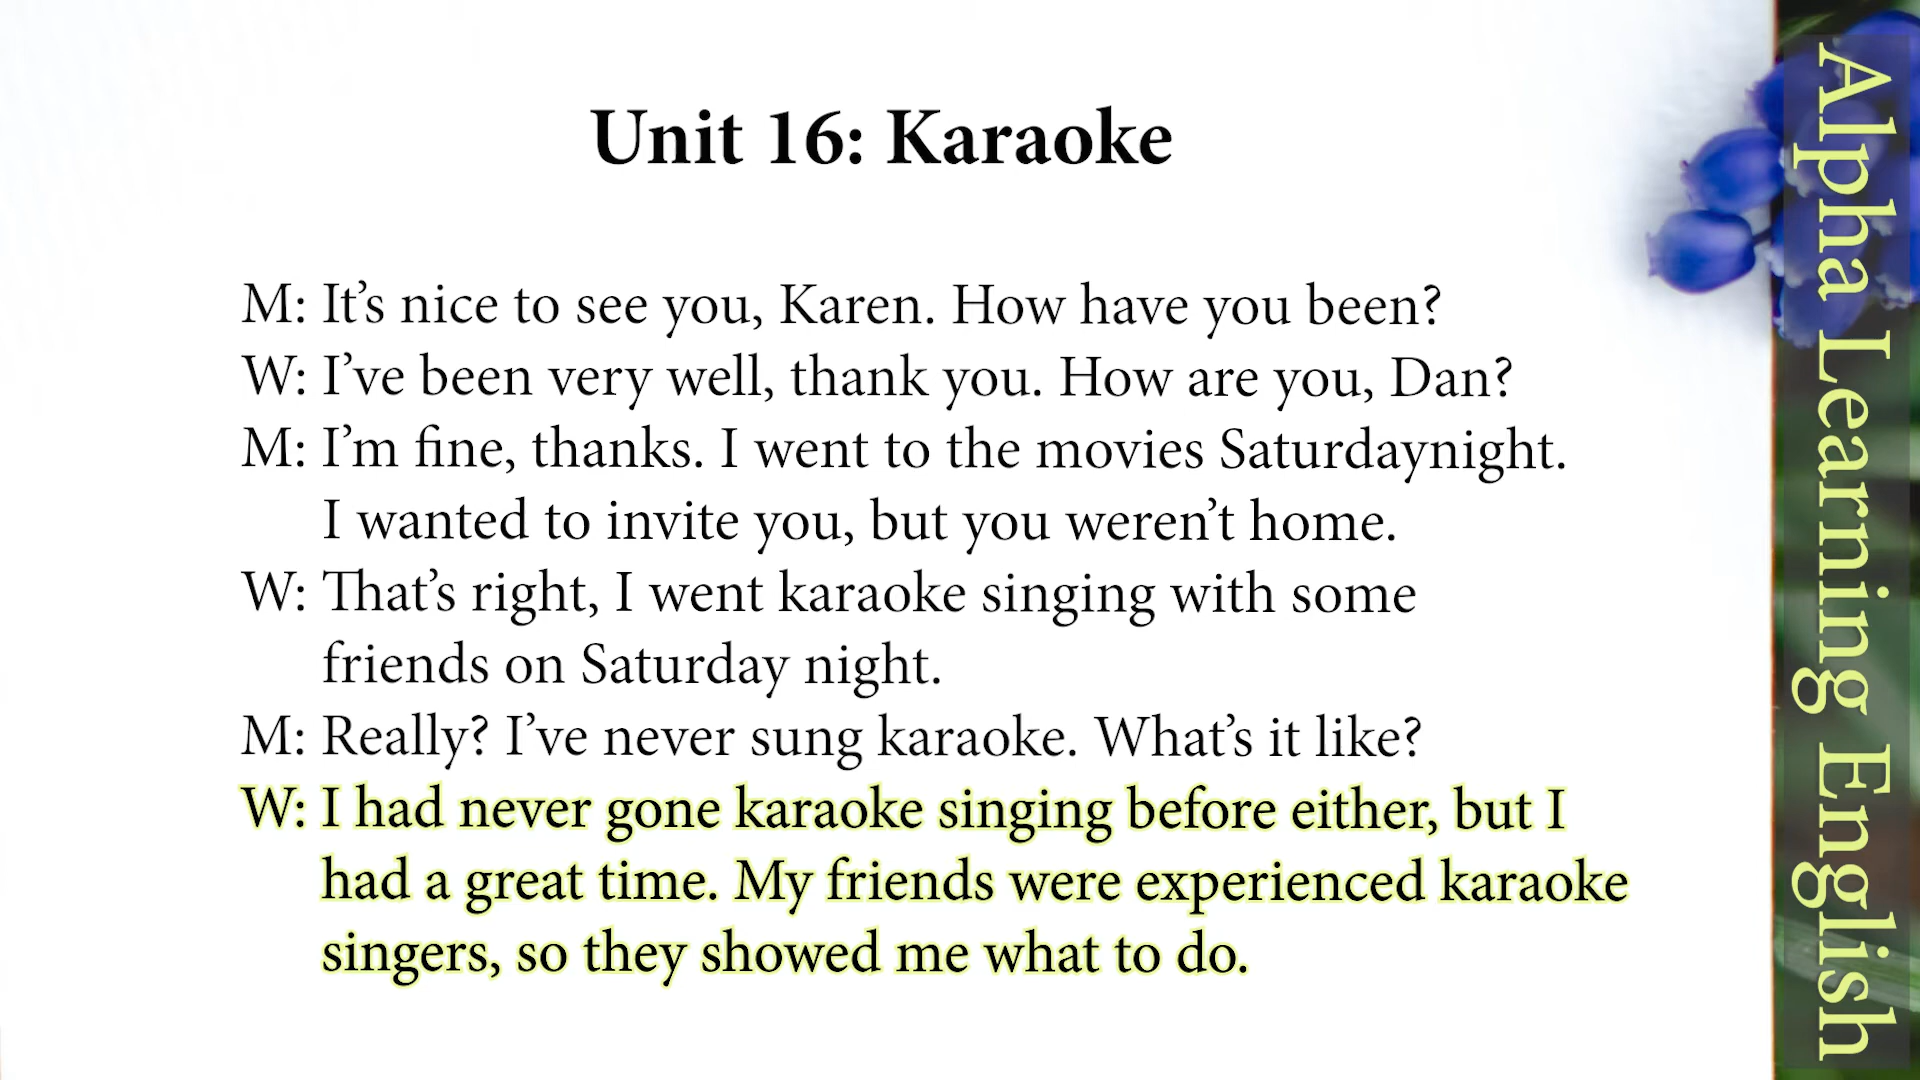 Unit 16: Karaoke
M: It’s nice to see you, Karen. How have you been?
W: I’ve been very well, thank you. How are you, Dan?
M: I’m fine, thanks. I went to the movies Saturdaynight.
I wanted to invite you, but you weren’t home.
W: That’s right, I went karaoke singing with some
friends on Saturday night.
M: Really? I’ve never sung karaoke. What’s it like?
W: I had never gone karaoke singing before either, but I
had a great time. My friends were experienced karaoke
singers, so they showed me what to do.
Alpha Learning English